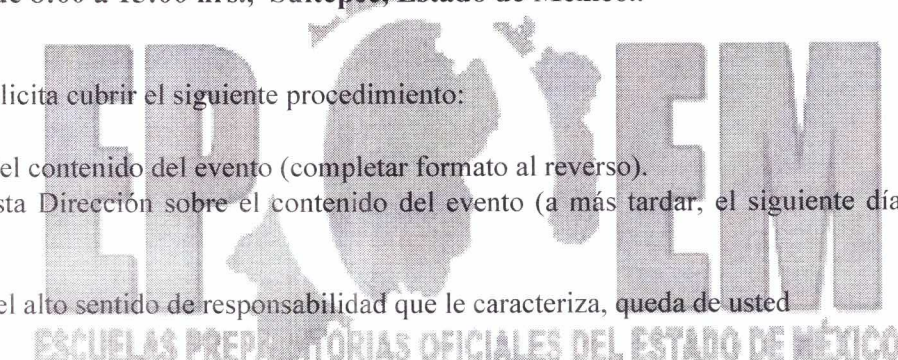 de 8:00 a 15:00 hrs., Sultepec, Estado de México..
licita cubrir el siguiente procedimiento:
el contenido del evento (completar formato al reverso).
sta Dirección sobre el contenido del evento (a más tardar, el siguiente día
el alto sentido de responsabilidad que le caracteriza, queda de usted
EPOEM
ESCUELAS PREPARATORIAS OFICIALES DEL ESTADO DE MÉXICO